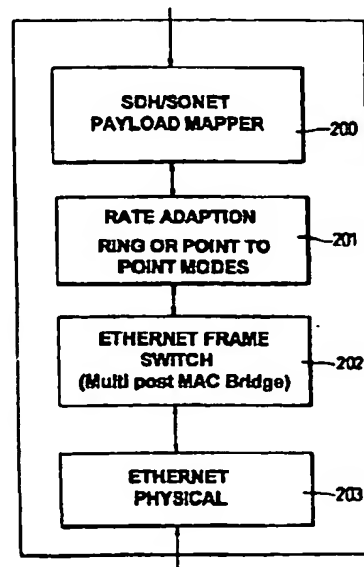 SDH/SONET
PAYLOAD MAPPER
200
RATE ADAPTION
RING OR POINT TO
POINT MODES
201
ETHERNET FRAME
SWITCH
(Multi post MAC Bridge)
202
ETHERNET
PHYSICAL
203